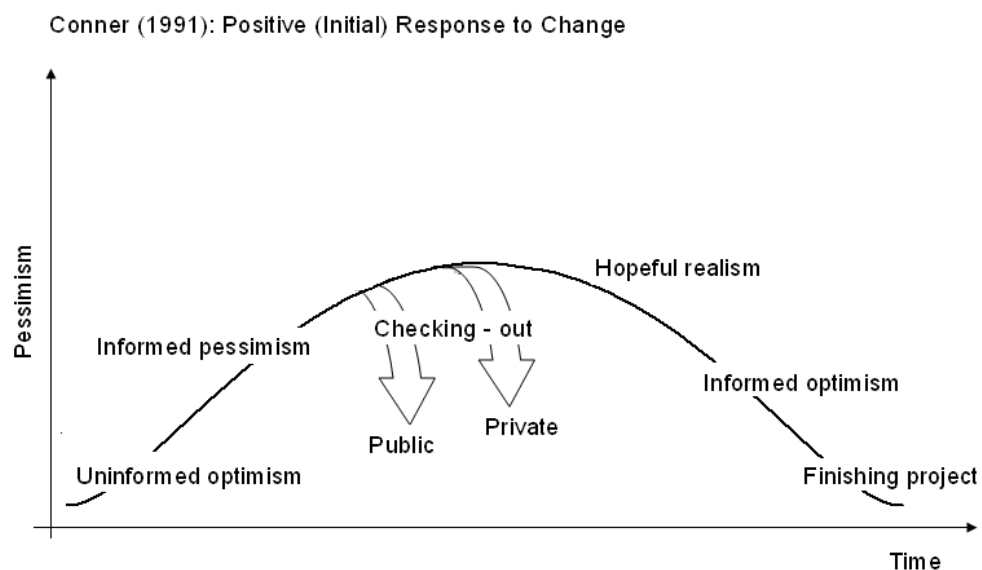 Conner (1991): Positive (Initial) Response to Change
Pessimism
Hopeful realism
Checking - out
Informed pessimism
Informed optimism
Private
Public
Uninformed optimism
Finishing project
Time